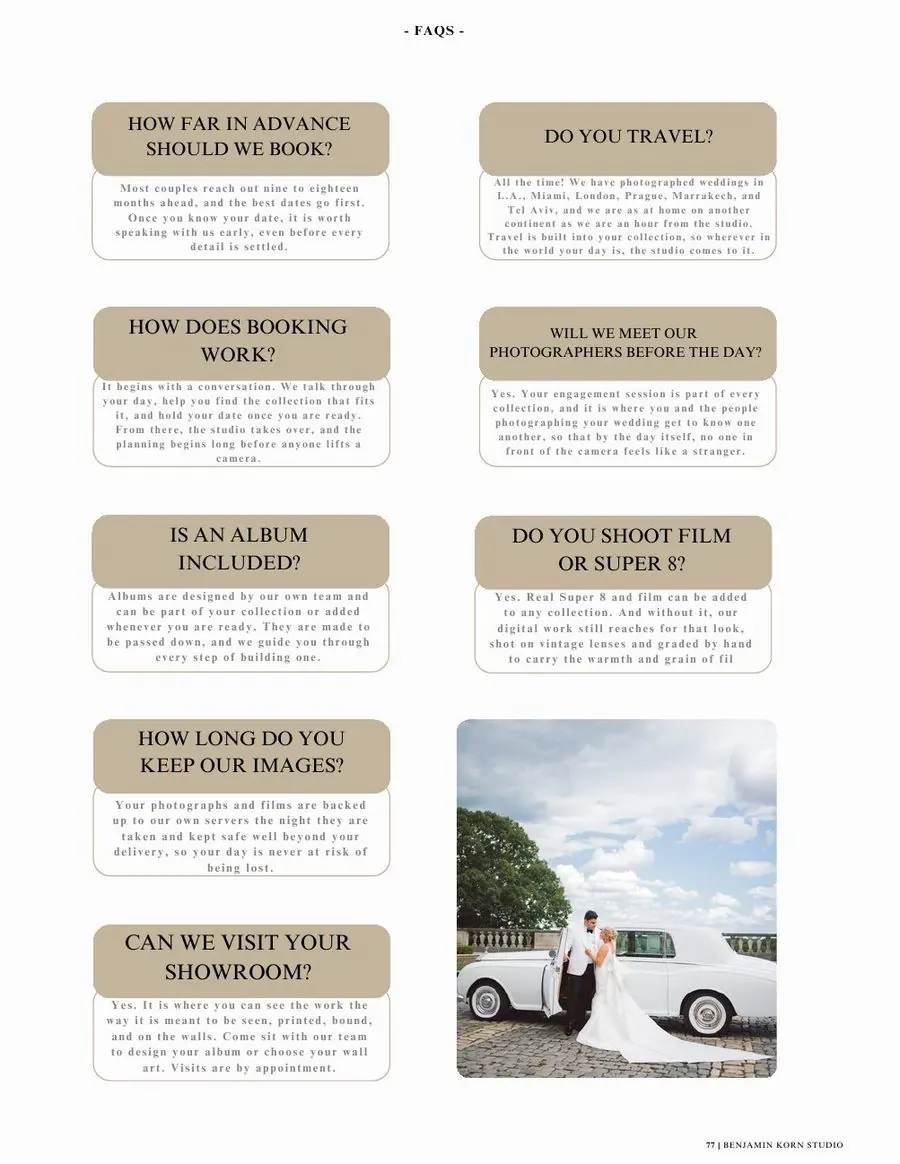 - FAQS -
HOW FAR IN ADVANCE
SHOULD WE BOOK?
Most couples reach out nine to eighteen
months ahead, and the best dates go first.
Once you know your date, it is worth
speaking with us early, even before every
detail is settled.
DO YOU TRAVEL?
All the time! We have photographed weddings in
L.A., Miami, London, Prague, Marrakech, and
Tel Aviv, and we are as at home on another
continent as we are an hour from the studio.
Travel is built into your collection, so wherever in
the world your day is, the studio comes to it.
HOW DOES BOOKING
WORK?
It begins with a conversation. We talk through
your day, help you find the collection that fits
it, and hold your date once you are ready.
From there, the studio takes over, and the
planning begins long before anyone lifts a
camera.
WILL WE MEET OUR
PHOTOGRAPHERS BEFORE THE DAY?
Yes. Your engagement session is part of every
collection, and it is where you and the people
photographing your wedding get to know one
another, so that by the day itself, no one in
front of the camera feels like a stranger.
IS AN ALBUM
INCLUDED?
Albums are designed by our own team and
can be part of your collection or added
whenever you are ready. They are made to
be passed down, and we guide you through
every step of building one.
DO YOU SHOOT FILM
OR SUPER 8?
Yes. Real Super 8 and film can be added
to any collection. And without it, our
digital work still reaches for that look,
shot on vintage lenses and graded by hand
to carry the warmth and grain of fil
HOW LONG DO YOU
KEEP OUR IMAGES?
Your photographs and films are backed
up to our own servers the night they are
taken and kept safe well beyond your
delivery, so your day is never at risk of
being lost.
CAN WE VISIT YOUR
SHOWROOM?
Yes. It is where you can see the work the
way it is meant to be seen, printed, bound,
and on the walls. Come sit with our team
to design your album or choose your wall
art. Visits are by appointment.
77 | BENJAMIN KORN STUDIO